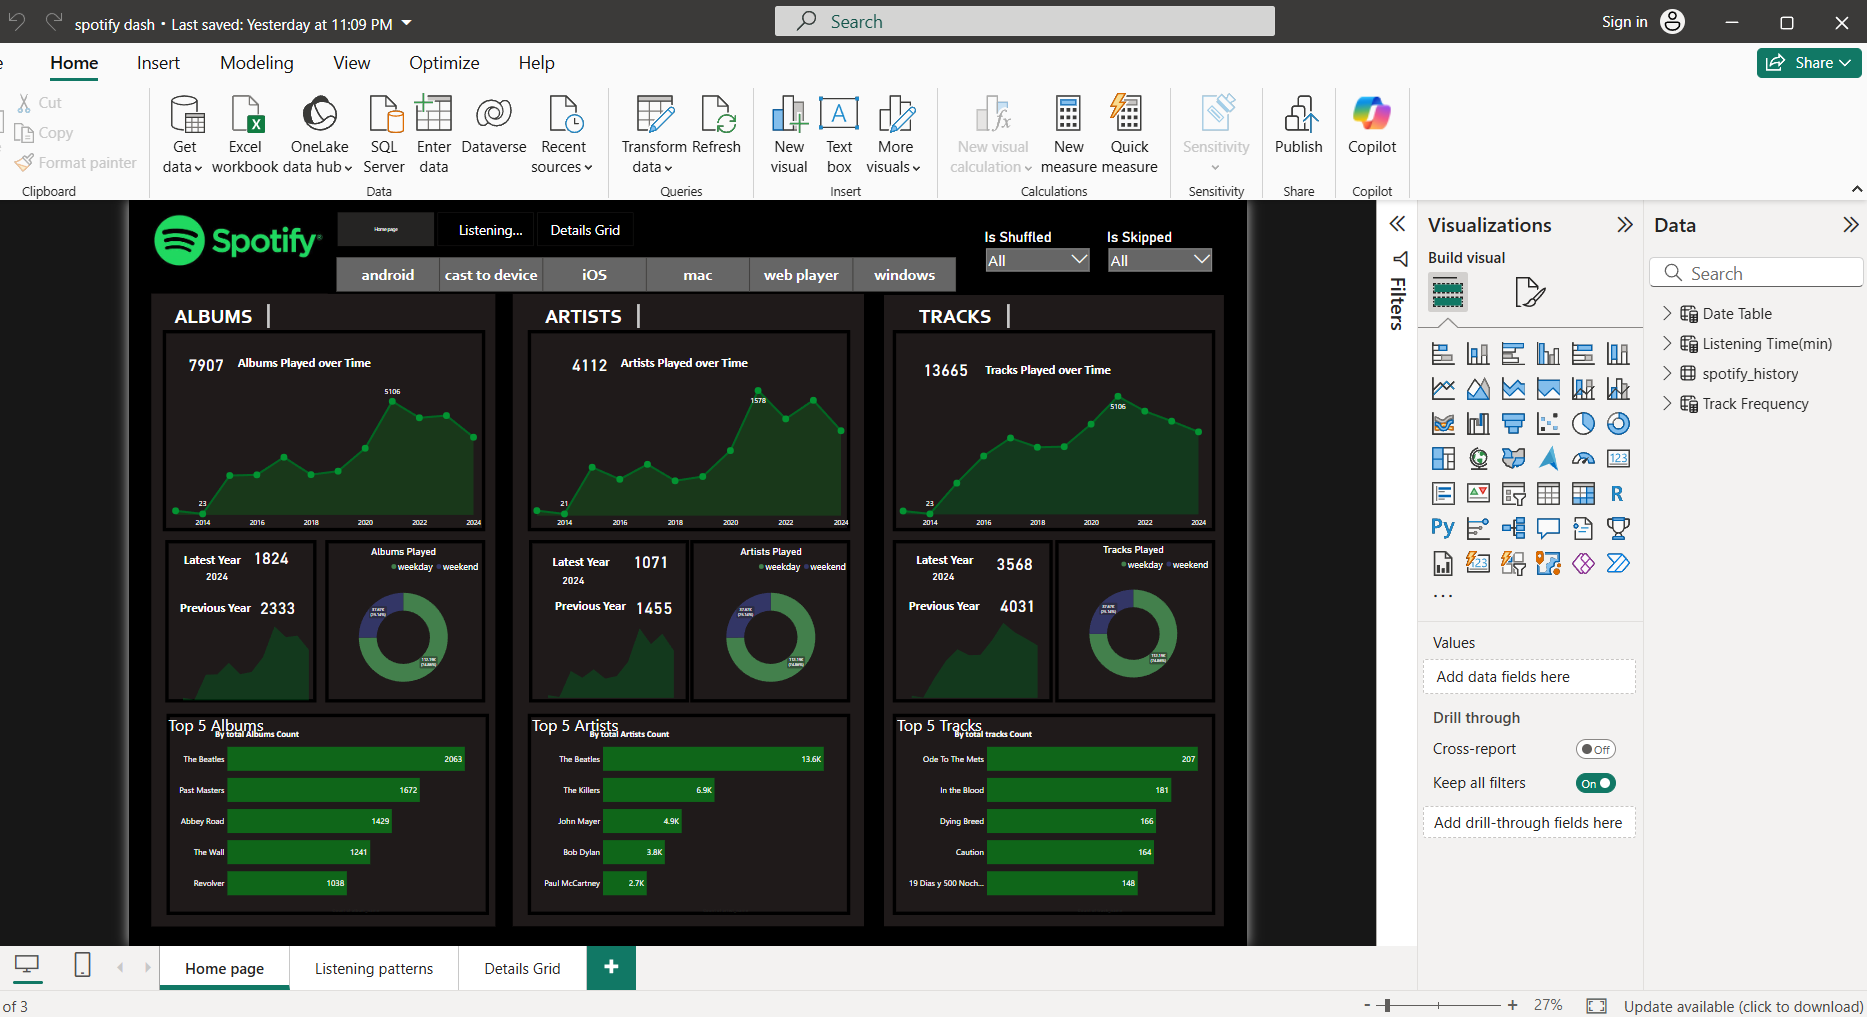 spotify dash • Last saved: Yesterday at 11:09 PM
Search
Sign in
Home
Insert
Modeling
View
Optimize
Help
Share
Cut
Copy
Format painter
Clipboard
Get data
Excel workbook
OneLake data hub
SQL Server
Enter data
Dataverse
Recent sources
Data
Transform data
Refresh
Queries
New visual
Text box
More visuals
Insert
New visual calculation
New measure
Quick measure
Calculations
Sensitivity
Sensitivity
Publish
Share
Copilot
Copilot
Spotify
Home page
Listening...
Details Grid
android
cast to device
iOS
mac
web player
windows
Is Shuffled
All
Is Skipped
All
ALBUMS
7907 Albums Played over Time
5106
23
2014 2016 2018 2020 2022 2024
Latest Year 1824
2024
Previous Year 2333
Albums Played
weekday weekend
Top 5 Albums
By total Albums Count
The Beatles 2063
Past Masters 1672
Abbey Road 1429
The Wall 1241
Revolver 1038
ARTISTS
4112 Artists Played over Time
1578
21
2014 2016 2018 2020 2022 2024
Latest Year 1071
2024
Previous Year 1455
Artists Played
weekday weekend
Top 5 Artists
By total Artists Count
The Beatles 13.6K
The Killers 6.9K
John Mayer 4.9K
Bob Dylan 3.8K
Paul McCartney 2.7K
TRACKS
13665 Tracks Played over Time
5106
23
2014 2016 2018 2020 2022 2024
Latest Year 3568
2024
Previous Year 4031
Tracks Played
weekday weekend
Top 5 Tracks
By total tracks Count
Ode To The Mets 207
In the Blood 181
Dying Breed 166
Caution 164
19 Dias y 500 Noch... 148
Filters
Visualizations
Build visual
123
R
Py
123
...
Values
Add data fields here
Drill through
Cross-report
Off
Keep all filters
On
Add drill-through fields here
Data
Search
Date Table
Listening Time(min)
spotify_history
Track Frequency
Home page
Listening patterns
Details Grid
+
of 3
- + 27%
Update available (click to download)